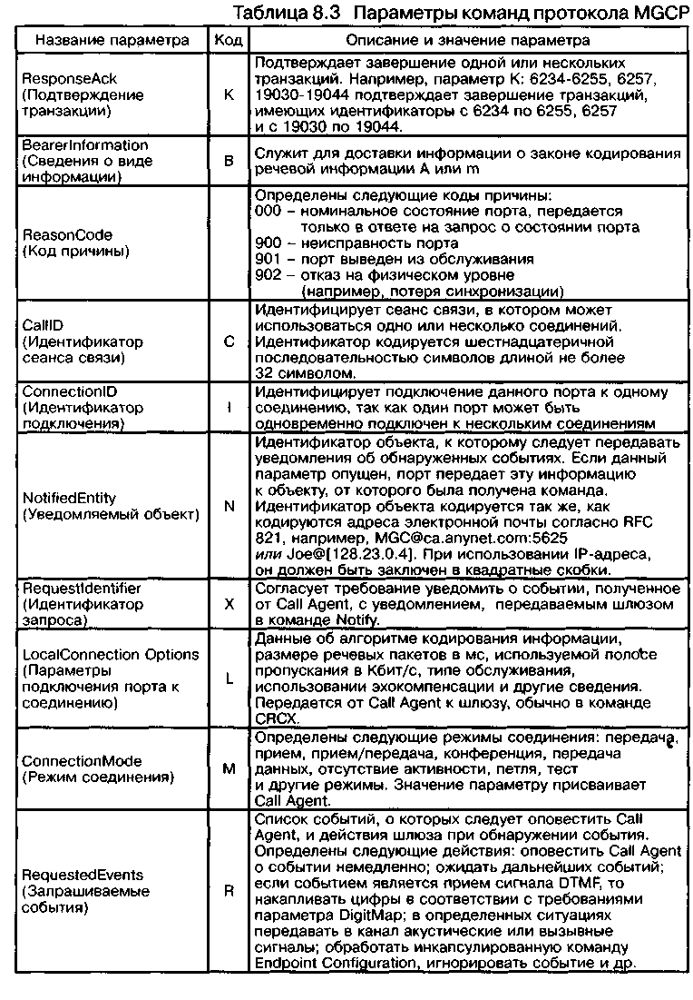 Таблица 8.3 Параметры команд протокола MGCP
Название параметра
Код
Описание и значение параметра
ResponseAck
(Подтверждение
транзакции)
K
Подтверждает завершение одной или нескольких
транзакций. Например, параметр K: 6234-6255, 6257,
19030-19044 подтверждает завершение транзакций,
имеющих идентификаторы с 6234 по 6255, 6257
и с 19030 по 19044.
BearerInformation
(Сведения о виде
информации)
B
Служит для доставки информации о законе кодирования
речевой информации A или m
ReasonCode
(Код причины)
Определены следующие коды причины:
000 – номинальное состояние порта, передается
только в ответе на запрос о состоянии порта
900 – неисправность порта
901 – порт выведен из обслуживания
902 – отказ на физическом уровне
(например, потеря синхронизации)
CallID
(Идентификатор
сеанса связи)
C
Идентифицирует сеанс связи, в котором может
использоваться одно или несколько соединений.
Идентификатор кодируется шестнадцатеричной
последовательностью символов длиной не более
32 символом.
ConnectionID
(Идентификатор
подключения)
I
Идентифицирует подключение данного порта к одному
соединению, так как один порт может быть
одновременно подключен к нескольким соединениям
NotifiedEntity
(Уведомляемый объект)
N
Идентификатор объекта, к которому следует передавать
уведомления об обнаруженных событиях. Если данный
параметр опущен, порт передает эту информацию
к объекту, от которого была получена команда.
Идентификатор объекта кодируется так же, как
кодируются адреса электронной почты согласно RFC
821, например, MGC@ca.anynet.com:5625
или Joe@[128.23.0.4]. При использовании IP-адреса,
он должен быть заключен в квадратные скобки.
RequestIdentifier
(Идентификатор
запроса)
X
Согласует требование уведомить о событии, полученное
от Call Agent, с уведомлением, передаваемым шлюзом
в команде Notify.
LocalConnection Options
(Параметры
подключения порта к
соединению)
L
Данные об алгоритме кодирования информации,
размере речевых пакетов в мс, используемой полосе
пропускания в Кбит/с, типе обслуживания,
использовании эхокомпенсации и другие сведения.
Передается от Call Agent к шлюзу, обычно в команде
CRCX.
ConnectionMode
(Режим соединения)
M
Определены следующие режимы соединения: передача,
прием, прием/передача, конференция, передача
данных, отсутствие активности, петля, тест
и другие режимы. Значение параметру присваивает
Call Agent.
RequestedEvents
(Запрашиваемые
события)
R
Список событий, о которых следует оповестить Call
Agent, и действия шлюза при обнаружении события.
Определены следующие действия: оповестить Call Agent
о событии немедленно; ожидать дальнейших событий;
если событием является прием сигнала DTMF, то
накапливать цифры в соответствии с требованиями
параметра DigitMap; в определенных ситуациях
передавать в канал акустические или вызывные
сигналы; обработать инкапсулированную команду
Endpoint Configuration, игнорировать событие и др.